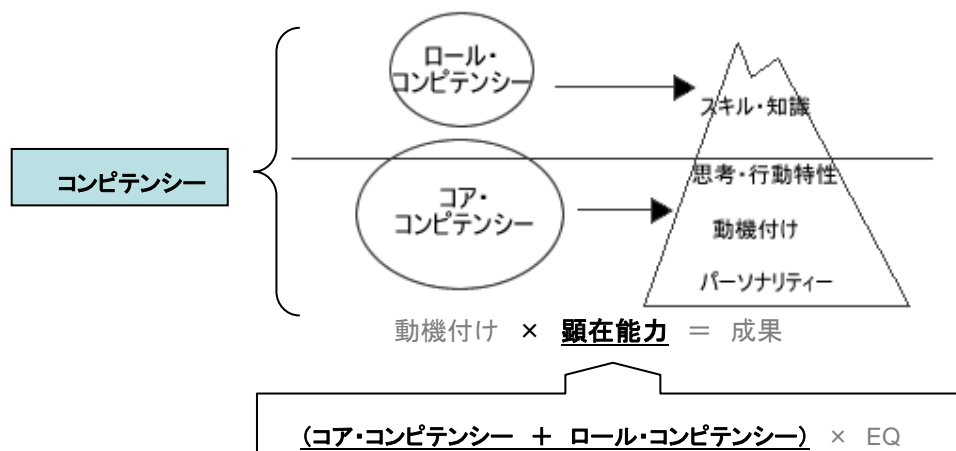 ロール・
コンピテンシー
スキル・知識
コンピテンシー
思考・行動特性
コア・
コンピテンシー
動機付け
パーソナリティー
動機付け × 顕在能力 ＝ 成果
(コア・コンピテンシー ＋ ロール・コンピテンシー) × EQ